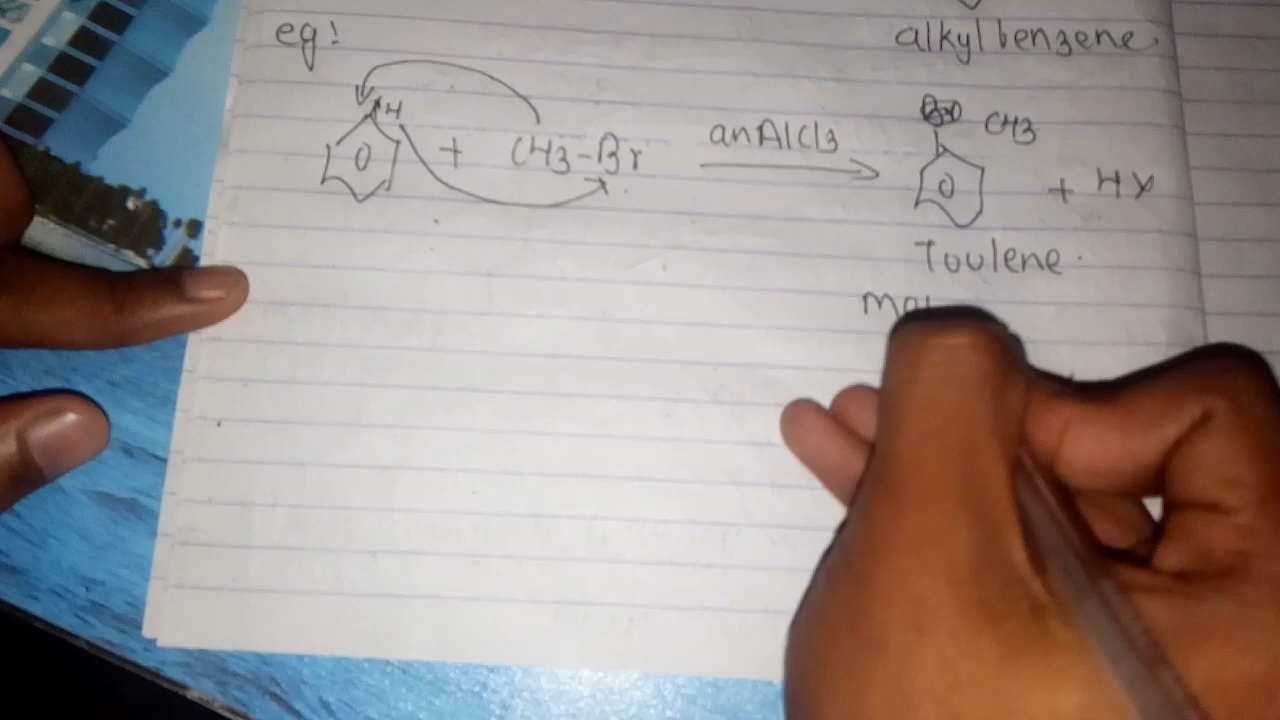 eg!
alkylbenzene
H + CH3-Br anAlCl3 CH3 + HX
Toulene.